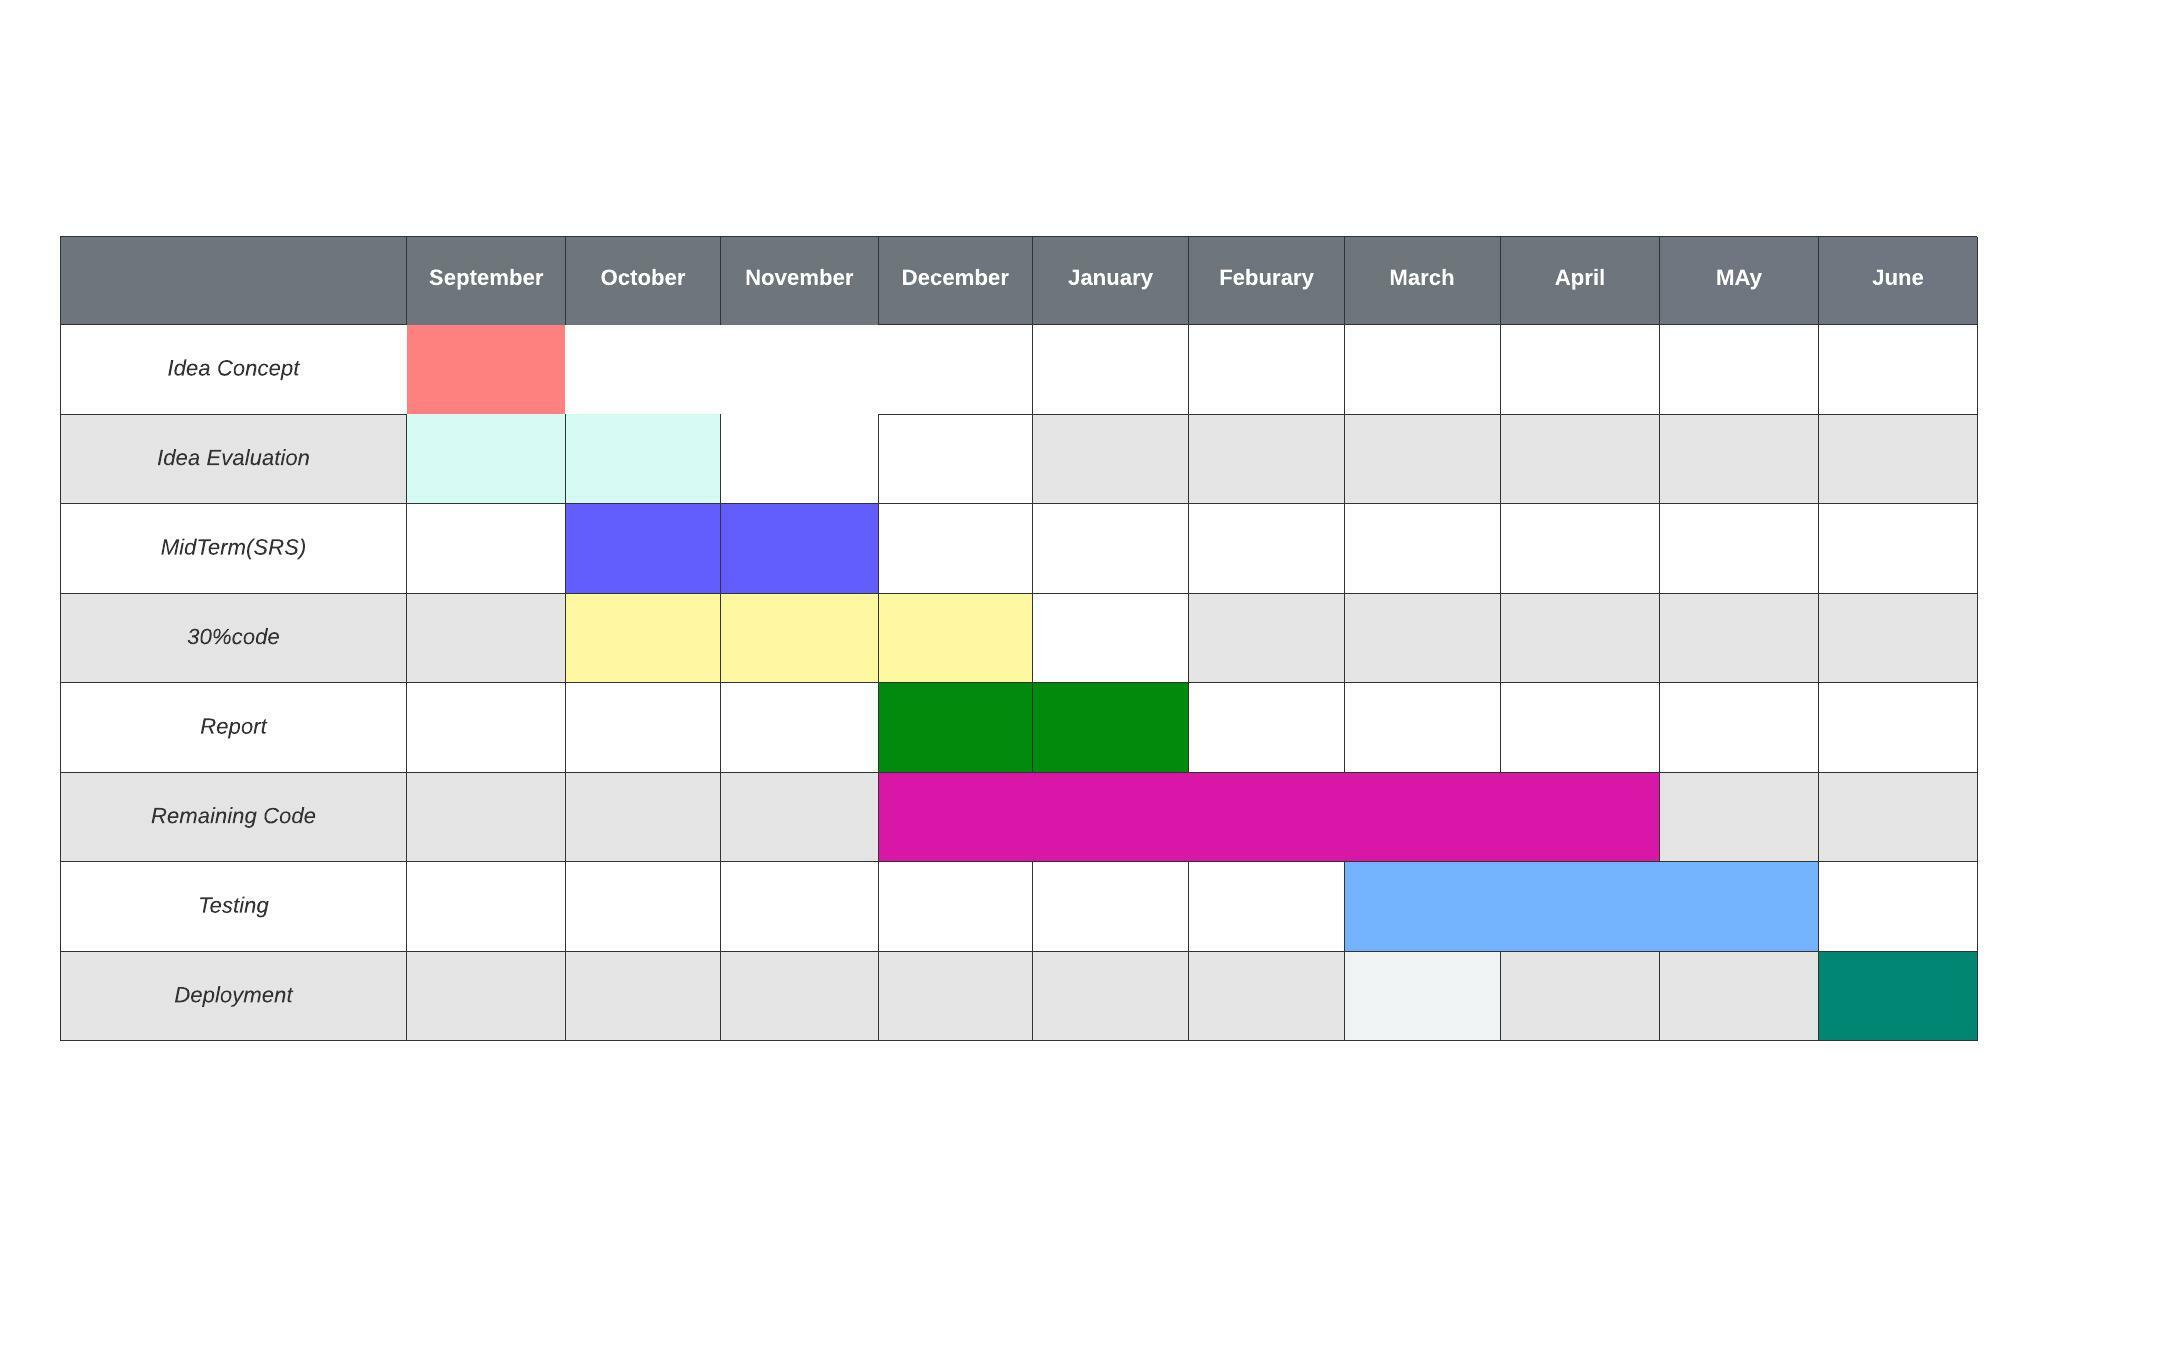 September October November December January Feburary March April MAy June
Idea Concept
Idea Evaluation
MidTerm(SRS)
30%code
Report
Remaining Code
Testing
Deployment